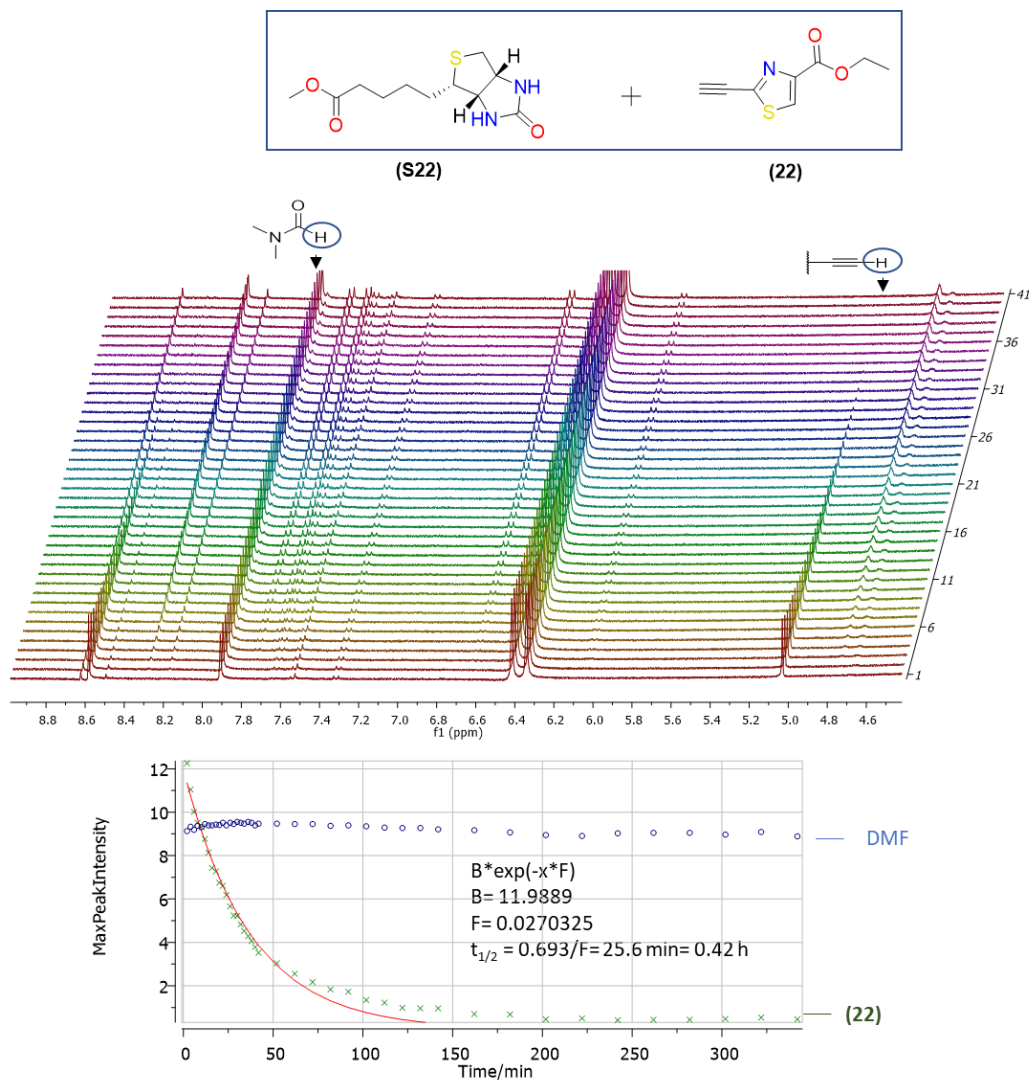 S
H
H
NH
HN
O
O
O
+
N
S
O
O
(S22)
(22)
O
N
H
H
41
36
31
26
21
16
11
6
1
8.8 8.6 8.4 8.2 8.0 7.8 7.6 7.4 7.2 7.0 6.8 6.6 6.4 6.2 6.0 5.8 5.6 5.4 5.2 5.0 4.8 4.6
f1 (ppm)
MaxPeakIntensity
12
10
8
6
4
2
DMF
B*exp(-x*F)
B= 11.9889
F= 0.0270325
t1/2 = 0.693/F=25.6 min= 0.42 h
(22)
0 50 100 150 200 250 300
Time/min